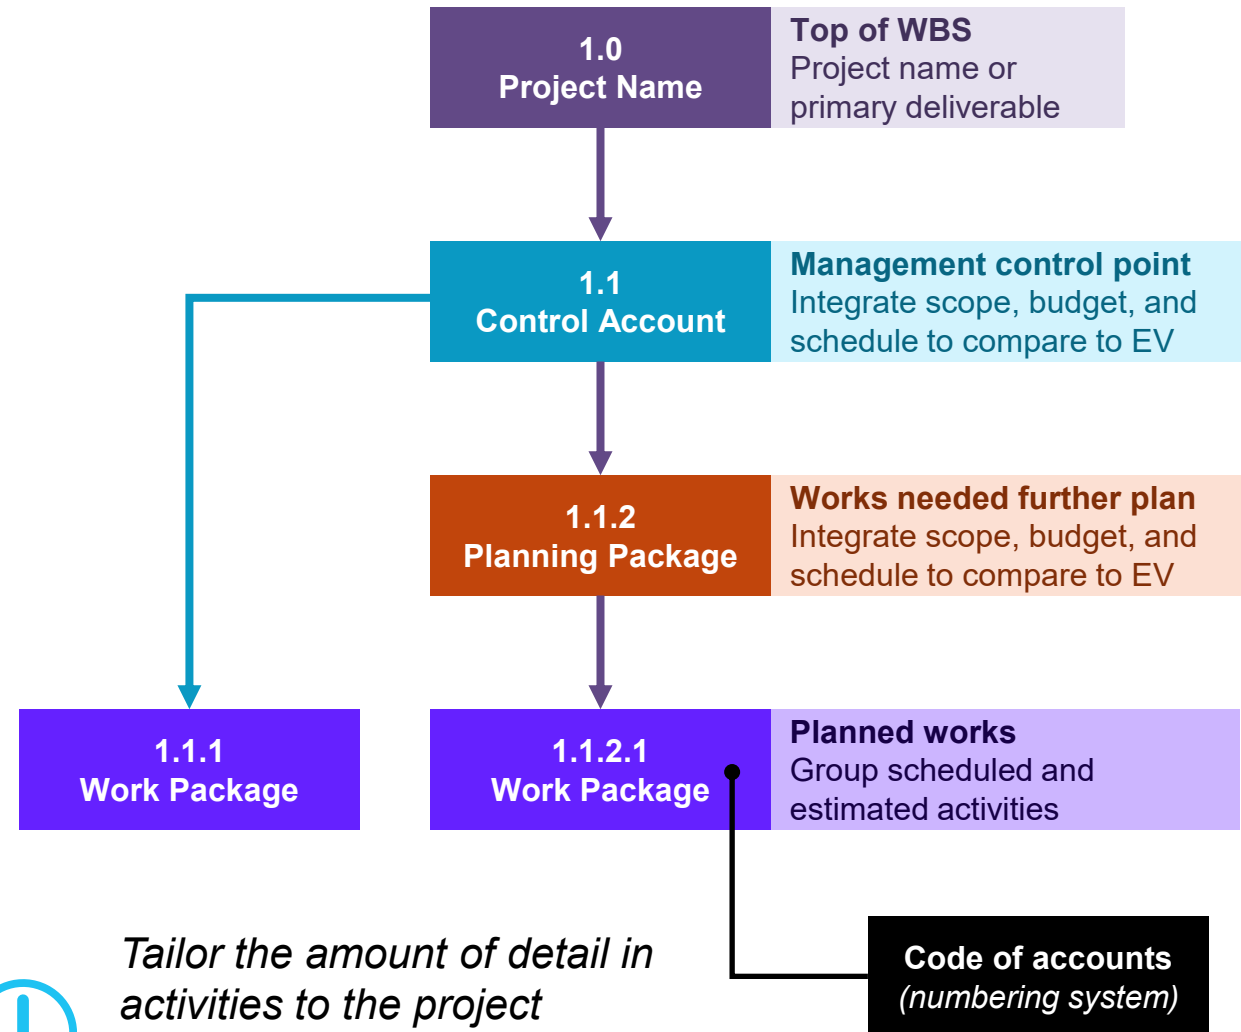 1.0
Project Name
Top of WBS
Project name or
primary deliverable
1.1
Control Account
Management control point
Integrate scope, budget, and
schedule to compare to EV
1.1.2
Planning Package
Works needed further plan
Integrate scope, budget, and
schedule to compare to EV
1.1.1
Work Package
1.1.2.1
Work Package
Planned works
Group scheduled and
estimated activities
Tailor the amount of detail in
activities to the project
Code of accounts
(numbering system)